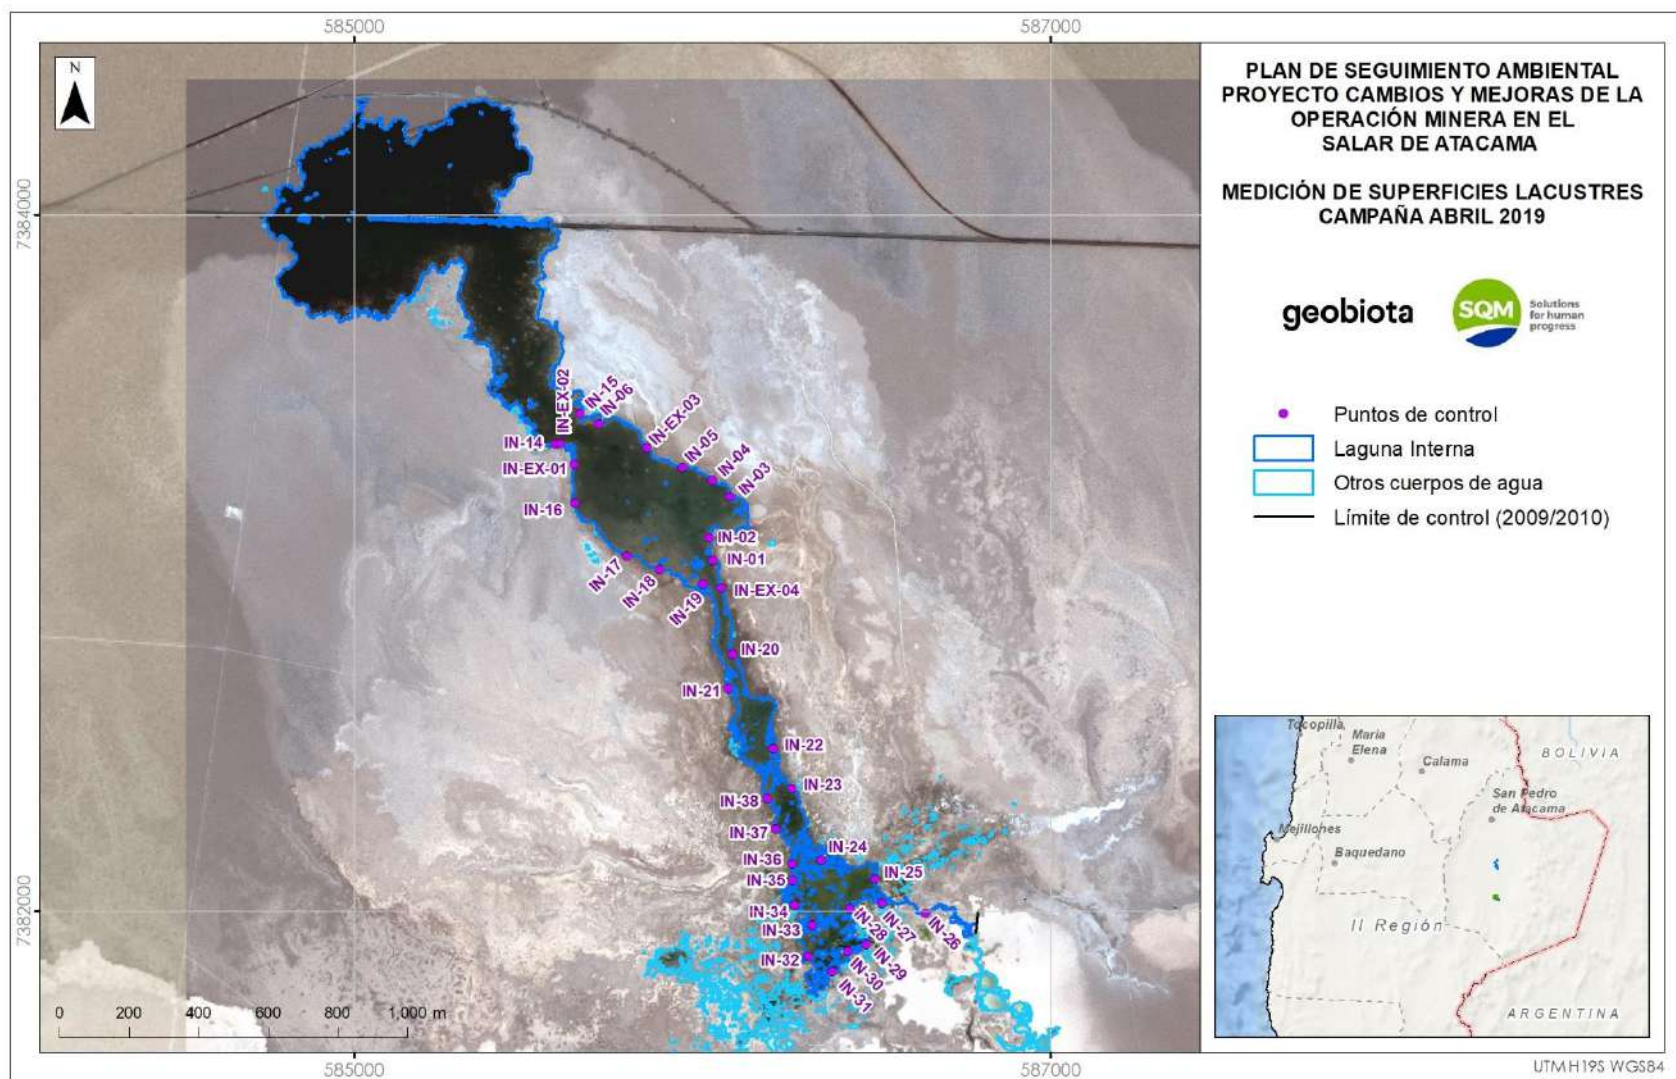 585000
587000
N
7384000
7382000
IN-EX-02
IN-15
IN-06
IN-14
IN-EX-03
IN-EX-01
IN-05
IN-04
IN-03
IN-16
IN-02
IN-01
IN-17
IN-18
IN-19
IN-EX-04
IN-20
IN-21
IN-22
IN-23
IN-38
IN-37
IN-24
IN-36
IN-25
IN-35
IN-34
IN-28
IN-27
IN-26
IN-33
IN-29
IN-32
IN-30
IN-31
0 200 400 600 800 1,000 m
585000
587000
PLAN DE SEGUIMIENTO AMBIENTAL
PROYECTO CAMBIOS Y MEJORAS DE LA
OPERACIÓN MINERA EN EL
SALAR DE ATACAMA
MEDICIÓN DE SUPERFICIES LACUSTRES
CAMPAÑA ABRIL 2019
geobiota
SQM
Solutions
for human
progress
Puntos de control
Laguna Interna
Otros cuerpos de agua
Límite de control (2009/2010)
Tocopilla
María
Elena
BOLIVIA
Calama
San Pedro
de Atacama
Mejillones
Baquedano
II Región
ARGENTINA
UTM H19S WGS84